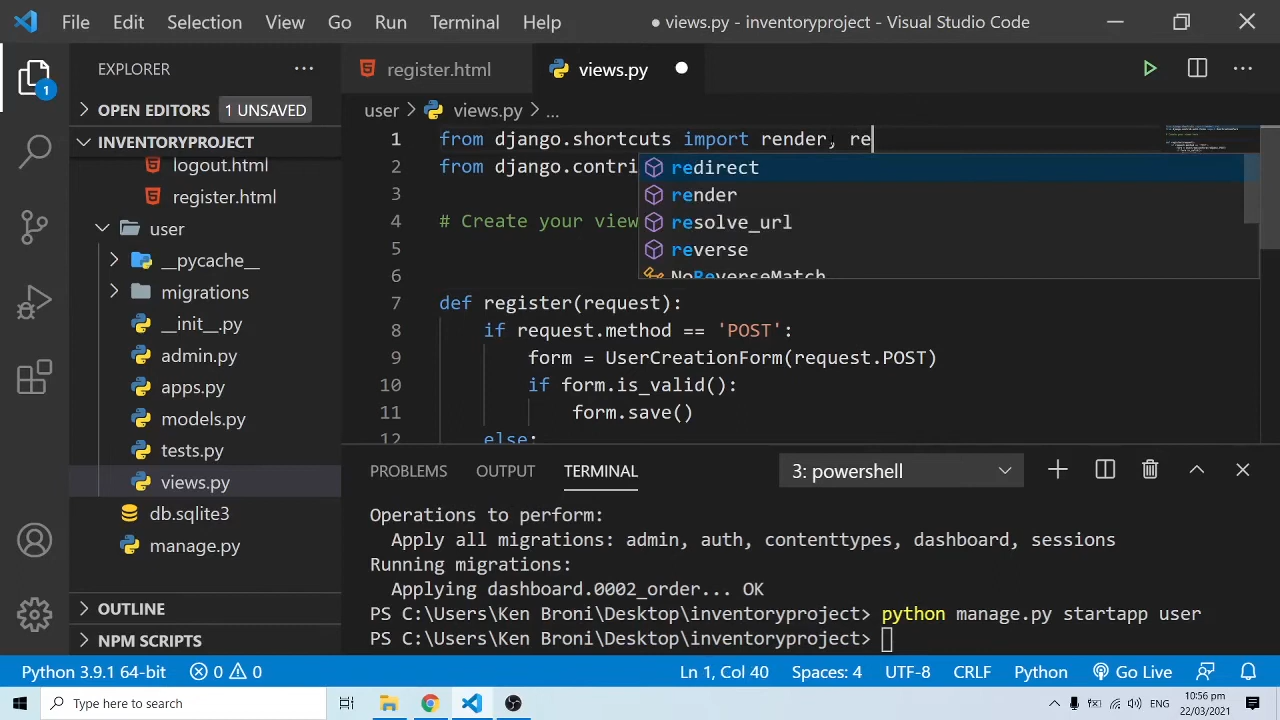 File Edit Selection View Go Run Terminal Help
● views.py - inventoryproject - Visual Studio Code
EXPLORER
OPEN EDITORS 1 UNSAVED
INVENTORYPROJECT
logout.html
register.html
user
__pycache__
migrations
__init__.py
admin.py
apps.py
models.py
tests.py
views.py
db.sqlite3
manage.py
OUTLINE
NPM SCRIPTS
1
register.html
views.py
user > views.py > ...
1 from django.shortcuts import render, re
2 from django.contri
3
4 # Create your view
5
6
7 def register(request):
8 if request.method == 'POST':
9 form = UserCreationForm(request.POST)
10 if form.is_valid():
11 form.save()
12 else:
redirect
render
resolve_url
reverse
NoReverseMatch
PROBLEMS OUTPUT TERMINAL 3: powershell
Operations to perform:
Apply all migrations: admin, auth, contenttypes, dashboard, sessions
Running migrations:
Applying dashboard.0002_order... OK
PS C:\Users\Ken Broni\Desktop\inventoryproject> python manage.py startapp user
PS C:\Users\Ken Broni\Desktop\inventoryproject>
Python 3.9.1 64-bit 0 0 Ln 1, Col 40 Spaces: 4 UTF-8 CRLF Python Go Live
Type here to search
ENG
10:56 pm
22/03/2021